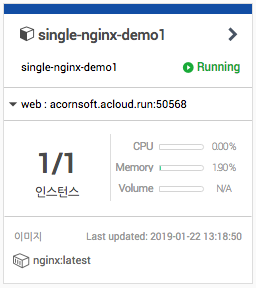 single-nginx-demo1
single-nginx-demo1 Running
web : acornsoft.acloud.run:50568
1/1
인스턴스
CPU 0.00%
Memory 1.90%
Volume N/A
이미지 Last updated: 2019-01-22 13:18:50
nginx:latest